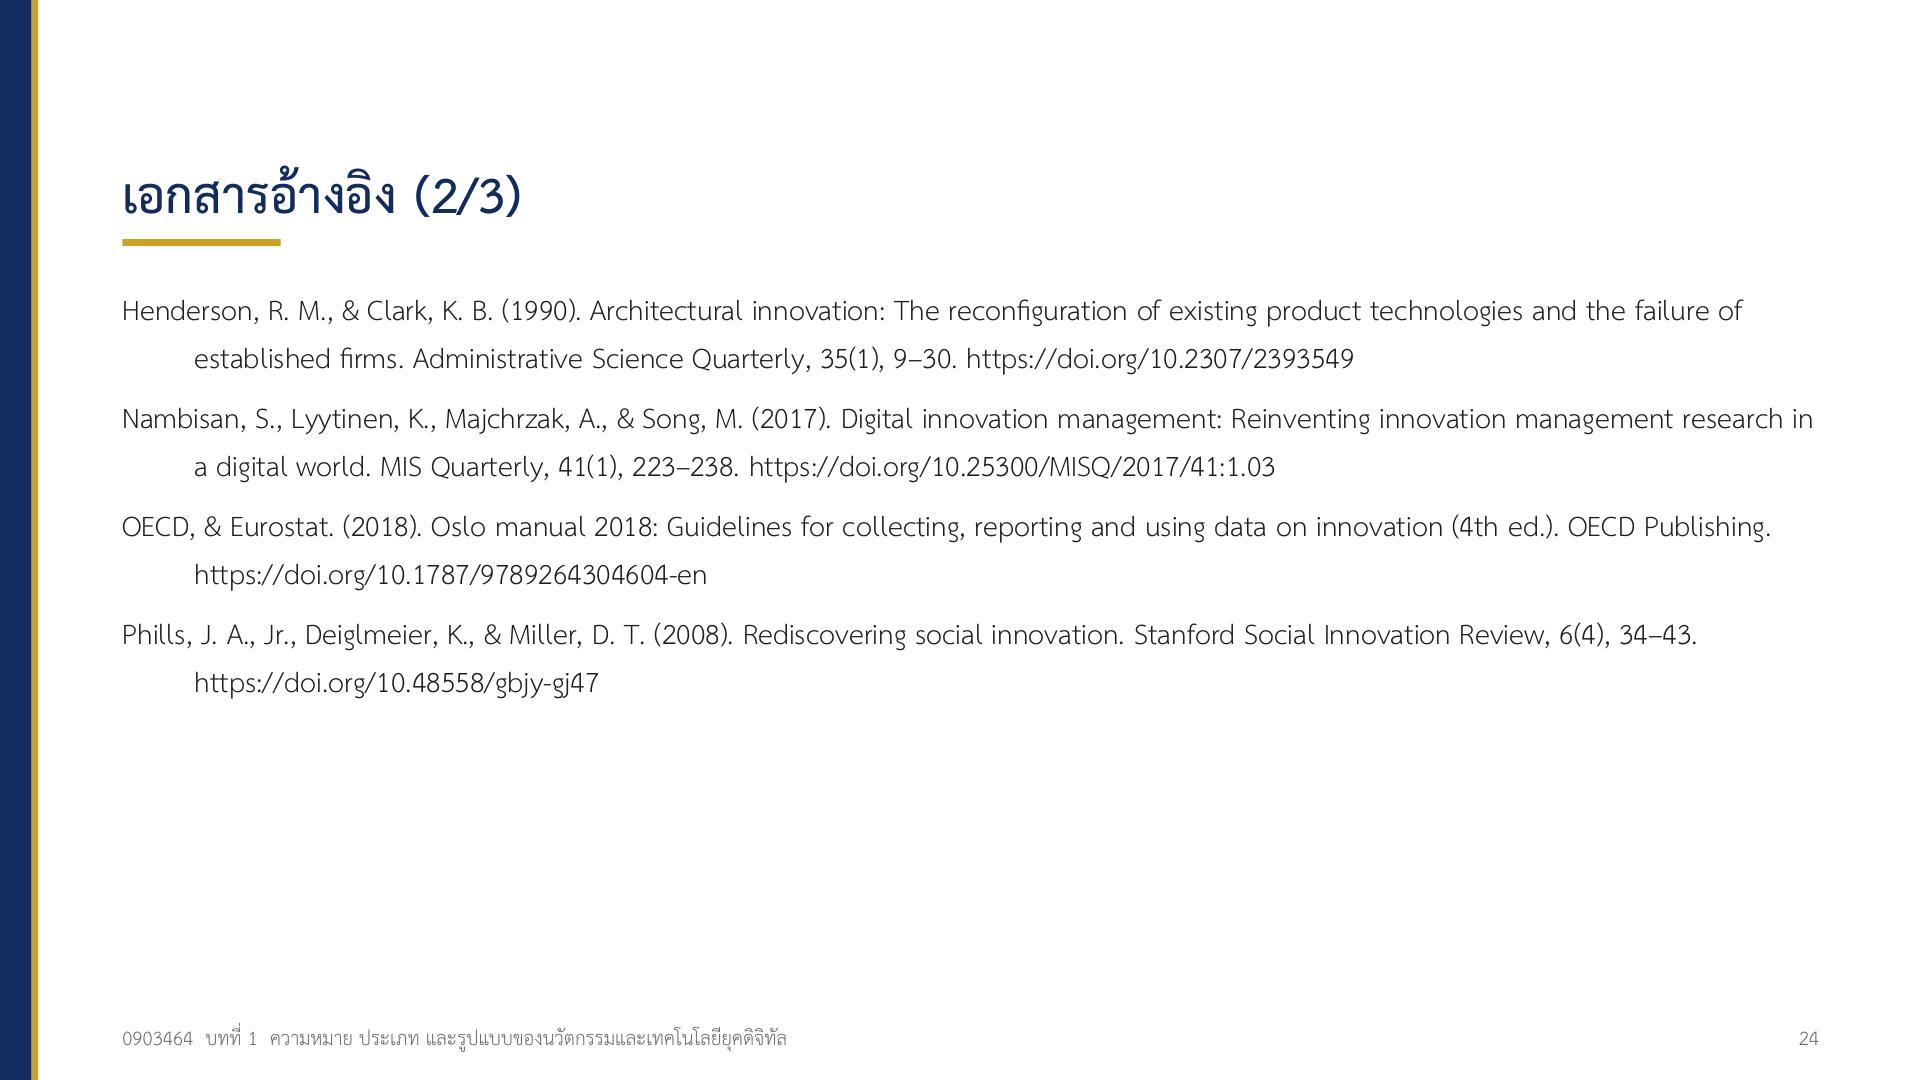 เอกสารอ้างอิง (2/3)
Henderson, R. M., & Clark, K. B. (1990). Architectural innovation: The reconfiguration of existing product technologies and the failure of
established firms. Administrative Science Quarterly, 35(1), 9–30. https://doi.org/10.2307/2393549
Nambisan, S., Lyytinen, K., Majchrzak, A., & Song, M. (2017). Digital innovation management: Reinventing innovation management research in
a digital world. MIS Quarterly, 41(1), 223–238. https://doi.org/10.25300/MISQ/2017/41:1.03
OECD, & Eurostat. (2018). Oslo manual 2018: Guidelines for collecting, reporting and using data on innovation (4th ed.). OECD Publishing.
https://doi.org/10.1787/9789264304604-en
Phills, J. A., Jr., Deiglmeier, K., & Miller, D. T. (2008). Rediscovering social innovation. Stanford Social Innovation Review, 6(4), 34–43.
https://doi.org/10.48558/gbjy-gj47
0903464 บทที่ 1 ความหมาย ประเภท และรูปแบบของนวัตกรรมและเทคโนโลยียุคดิจิทัล
24